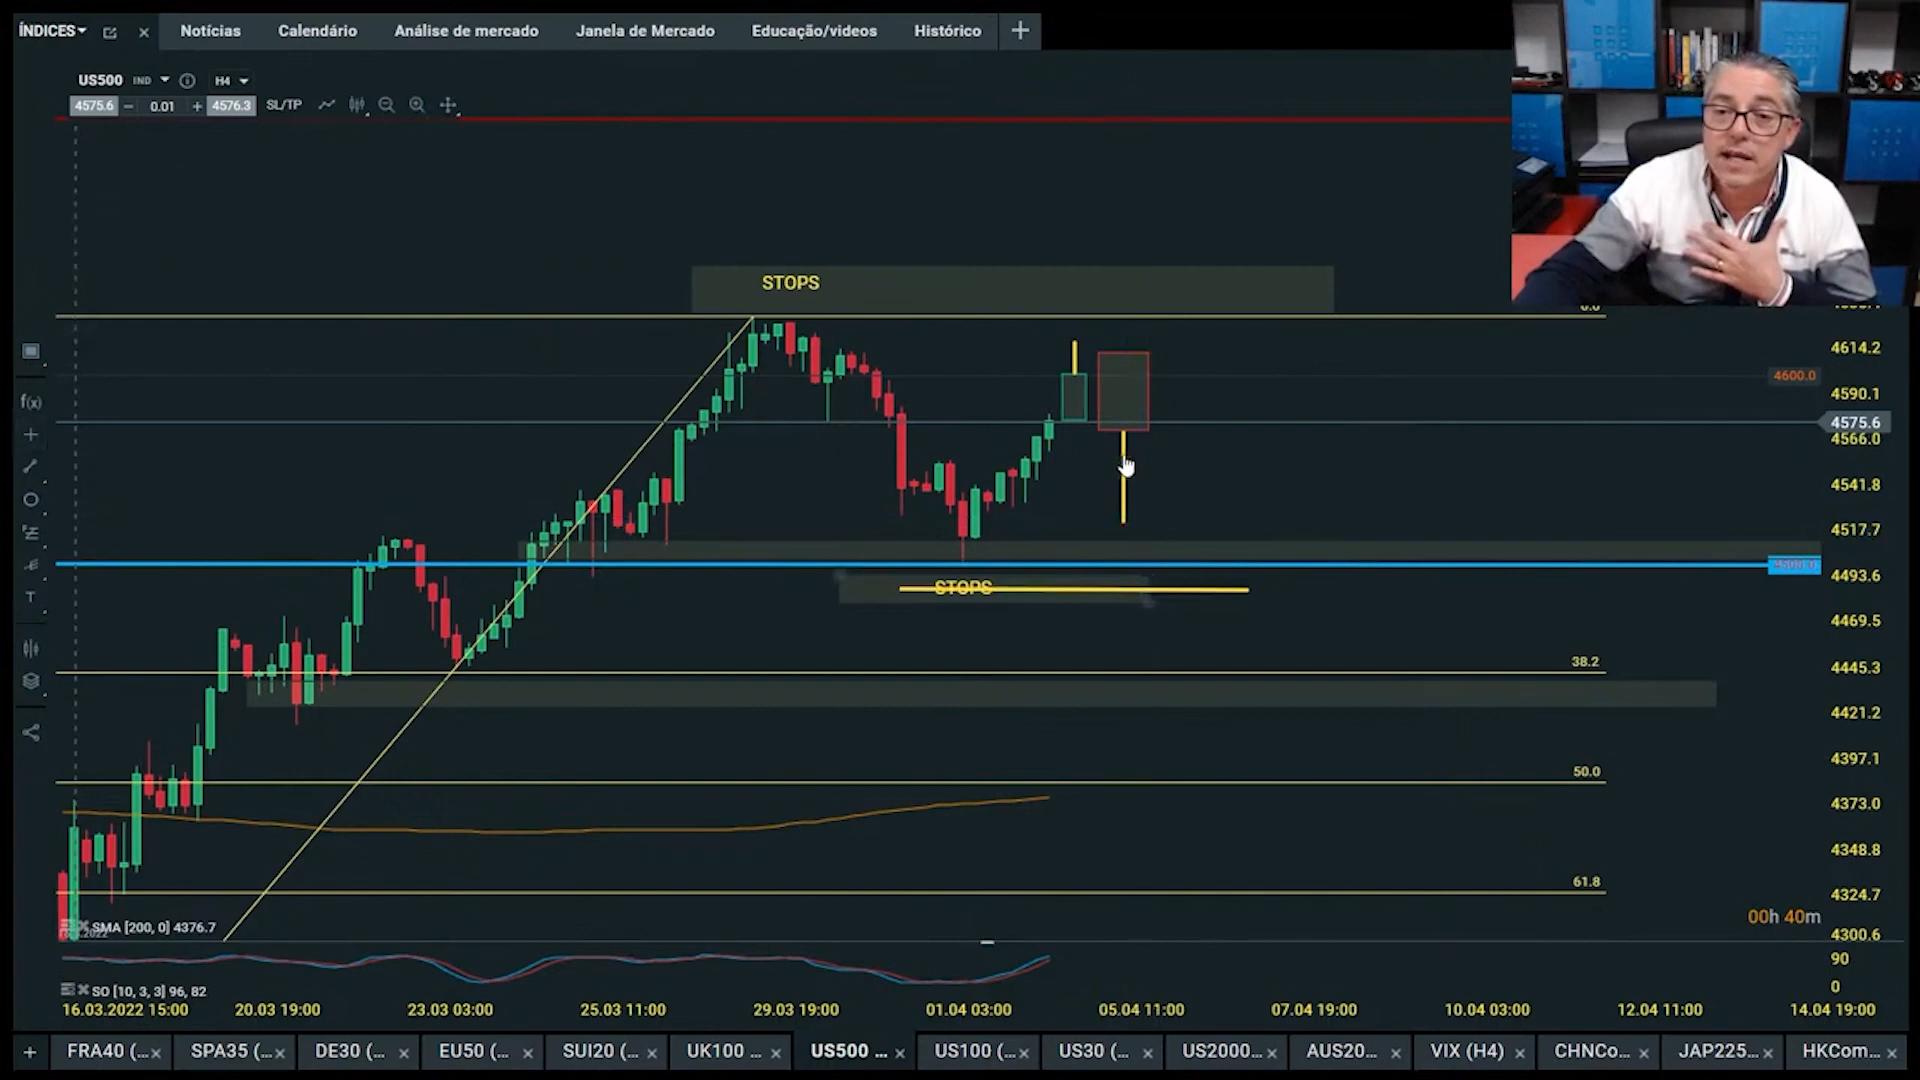 ÍNDICES
Notícias
Calendário
Análise de mercado
Janela de Mercado
Educação/videos
Histórico
US500 IND H4
4575.6 − 0.01 + 4576.3 SL/TP
STOPS
4614.2
4600.0
4590.1
4575.6
4566.0
4541.8
4517.7
4493.6
STOPS
4469.5
38.2
4445.3
4421.2
4397.1
50.0
4373.0
4348.8
61.8
4324.7
00h 40m
4300.6
SMA [200, 0] 4376.7
90
0
SO [10, 3, 3] 96, 82
16.03.2022 15:00 20.03 19:00 23.03 03:00 25.03 11:00 29.03 19:00 01.04 03:00 05.04 11:00 07.04 19:00 10.04 03:00 12.04 11:00 14.04 19:00
FRA40 (... SPA35 (... DE30 (... EU50 (... SUI20 (... UK100 ... US500 ... US100 (... US30 (... US2000... AUS20... VIX (H4) CHNCo... JAP225... HKCom...